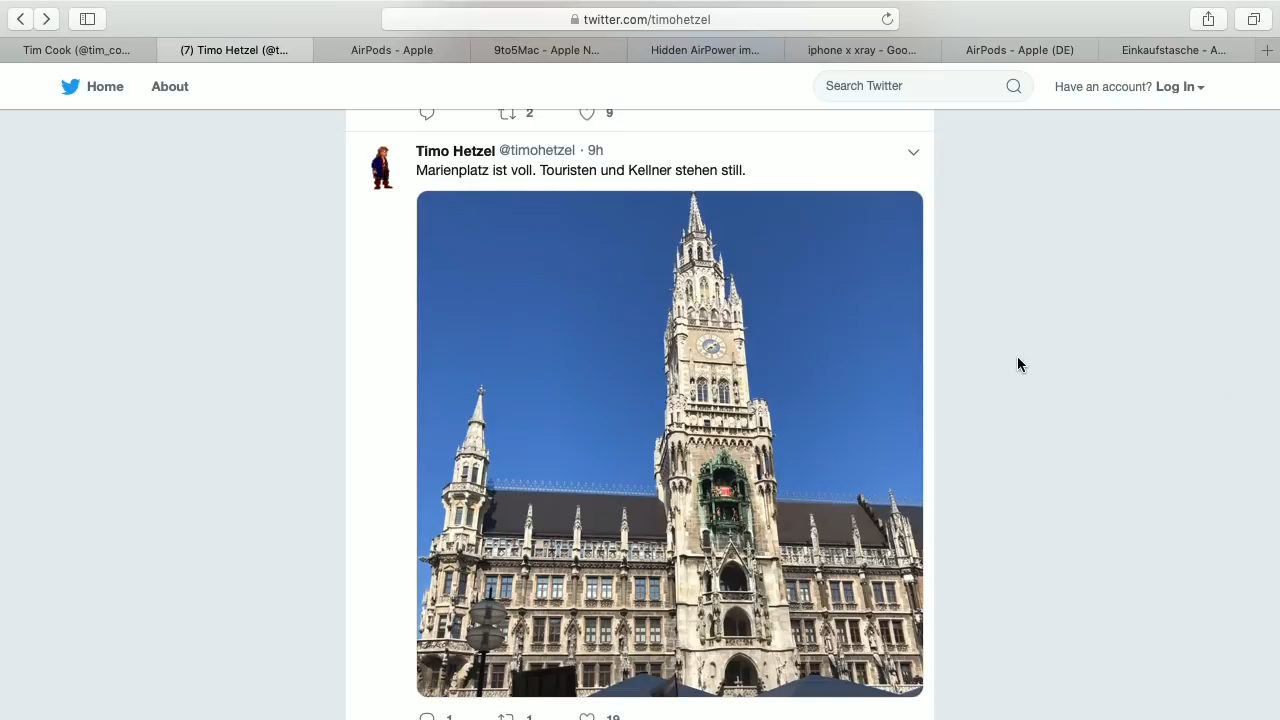 twitter.com/timohetzel
Tim Cook (@tim_co...
(7) Timo Hetzel (@t...
AirPods - Apple
9to5Mac - Apple N...
Hidden AirPower im...
iphone x xray - Goo...
AirPods - Apple (DE)
Einkaufstasche - A...
Home
About
Search Twitter
Have an account? Log In
2
9
Timo Hetzel @timohetzel · 9h
Marienplatz ist voll. Touristen und Kellner stehen still.
1
1
19